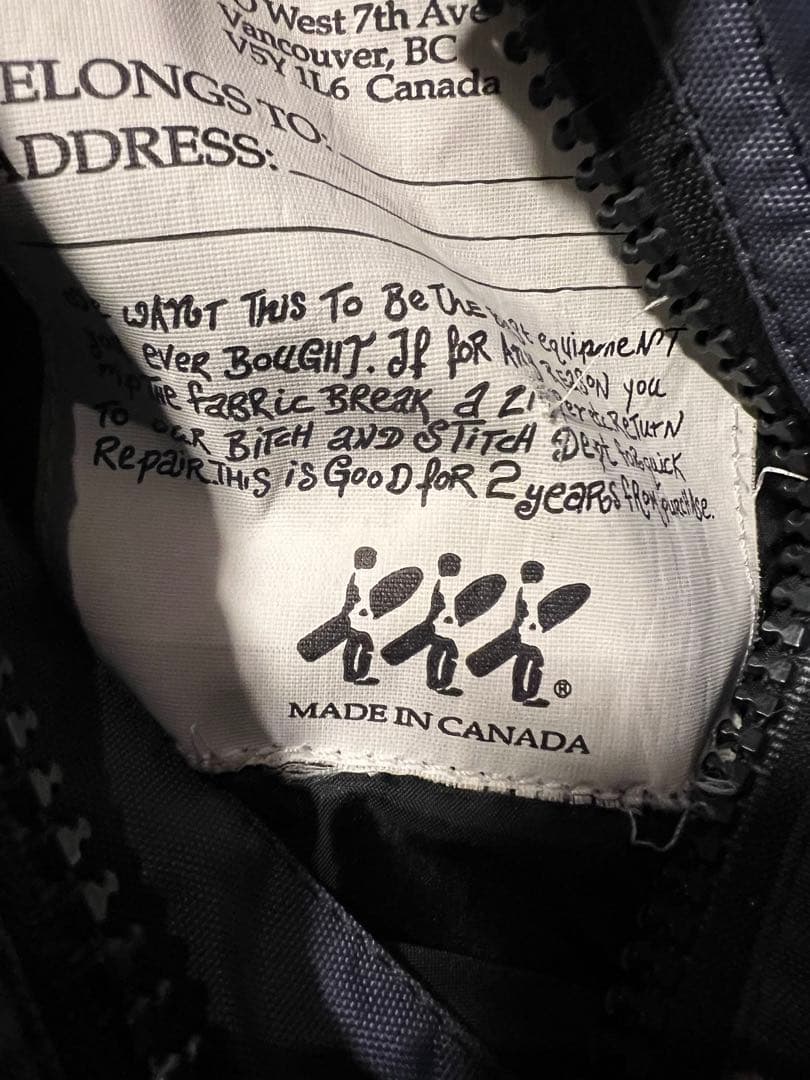 West 7th Ave
Vancouver, BC
V5Y 1L6 Canada
ELONGS TO:
ADDRESS:
WANT THIS TO Be THe equipmeNT
ever BOUGHT. If foR ANY REASON you
THE fABRic BReaK a Z RETURN
TO OUR BITCH aND STITCH Dept for quick
RepaiR. THiS iS GooD foR 2 yeaRs fRom purchase.
®
MADE IN CANADA